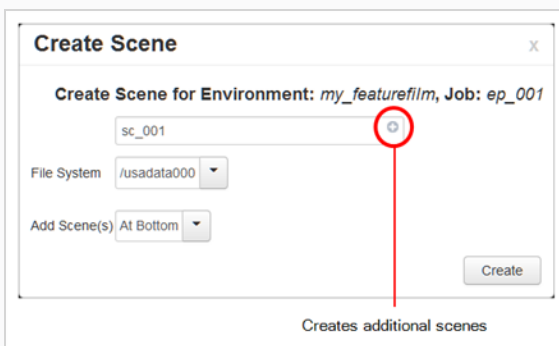 Create Scene x
Create Scene for Environment: my_featurefilm, Job: ep_001
sc_001
File System /usadata000
Add Scene(s) At Bottom
Create
Creates additional scenes